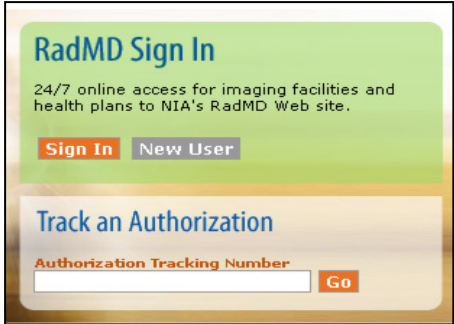 RadMD Sign In
24/7 online access for imaging facilities and
health plans to NIA's RadMD Web site.
Sign In New User
Track an Authorization
Authorization Tracking Number
Go